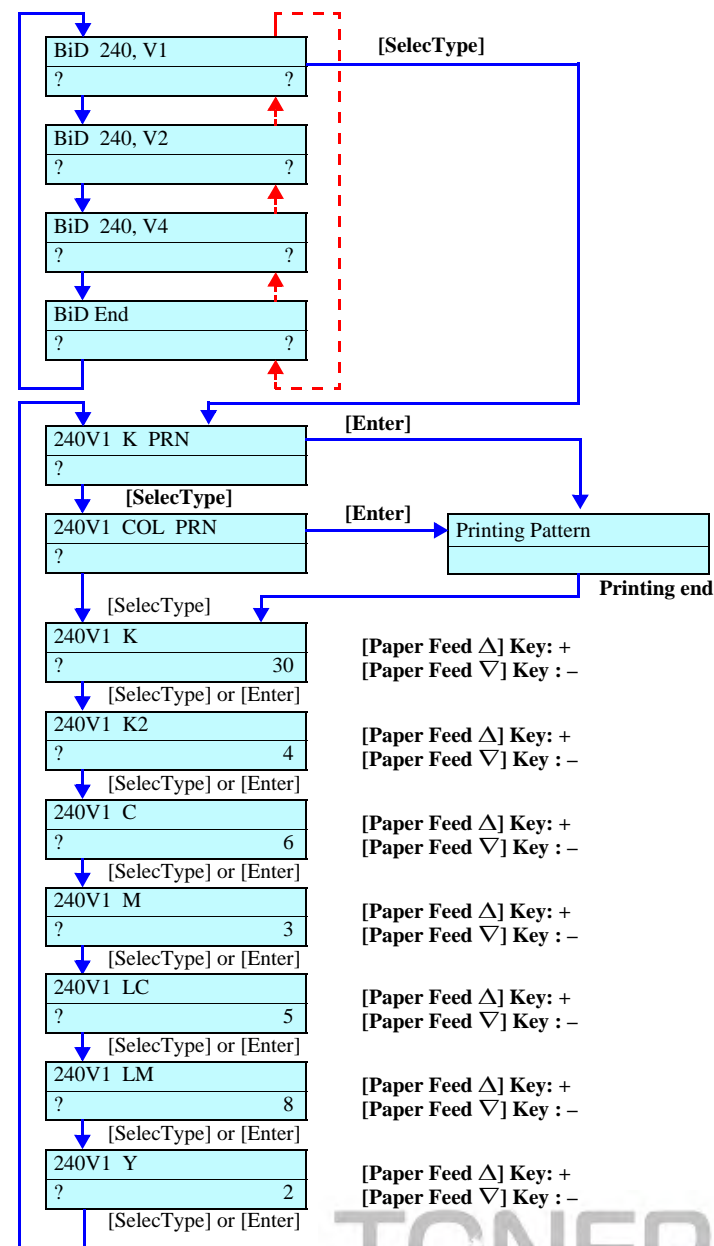 BiD 240, V1
[SelecType]
? ?
BiD 240, V2
? ?
BiD 240, V4
? ?
BiD End
? ?
240V1 K PRN
[Enter]
?
[SelecType]
240V1 COL PRN
[Enter]
Printing Pattern
?
Printing end
[SelecType]
240V1 K
? 30
[Paper Feed △] Key: +
[Paper Feed ▽] Key : –
[SelecType] or [Enter]
240V1 K2
? 4
[Paper Feed △] Key: +
[Paper Feed ▽] Key : –
[SelecType] or [Enter]
240V1 C
? 6
[Paper Feed △] Key: +
[Paper Feed ▽] Key : –
[SelecType] or [Enter]
240V1 M
? 3
[Paper Feed △] Key: +
[Paper Feed ▽] Key : –
[SelecType] or [Enter]
240V1 LC
? 5
[Paper Feed △] Key: +
[Paper Feed ▽] Key : –
[SelecType] or [Enter]
240V1 LM
? 8
[Paper Feed △] Key: +
[Paper Feed ▽] Key : –
[SelecType] or [Enter]
240V1 Y
? 2
[Paper Feed △] Key: +
[Paper Feed ▽] Key : –
[SelecType] or [Enter]